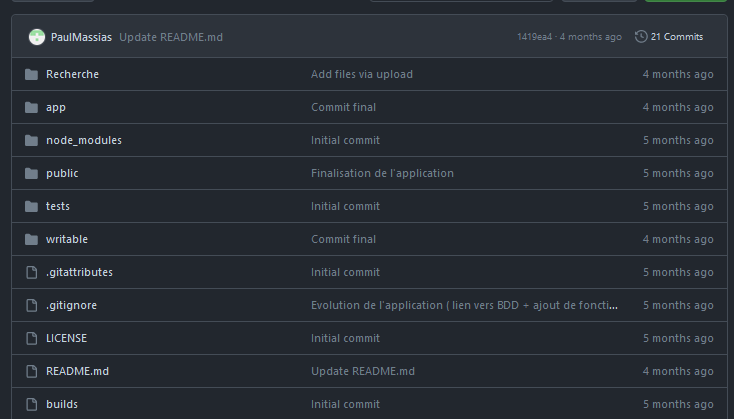 PaulMassias Update README.md 1419ea4 · 4 months ago 21 Commits
Recherche Add files via upload 4 months ago
app Commit final 4 months ago
node_modules Initial commit 5 months ago
public Finalisation de l'application 5 months ago
tests Initial commit 5 months ago
writable Commit final 4 months ago
.gitattributes Initial commit 5 months ago
.gitignore Evolution de l'application ( lien vers BDD + ajout de foncti... 5 months ago
LICENSE Initial commit 5 months ago
README.md Update README.md 4 months ago
builds Initial commit 5 months ago